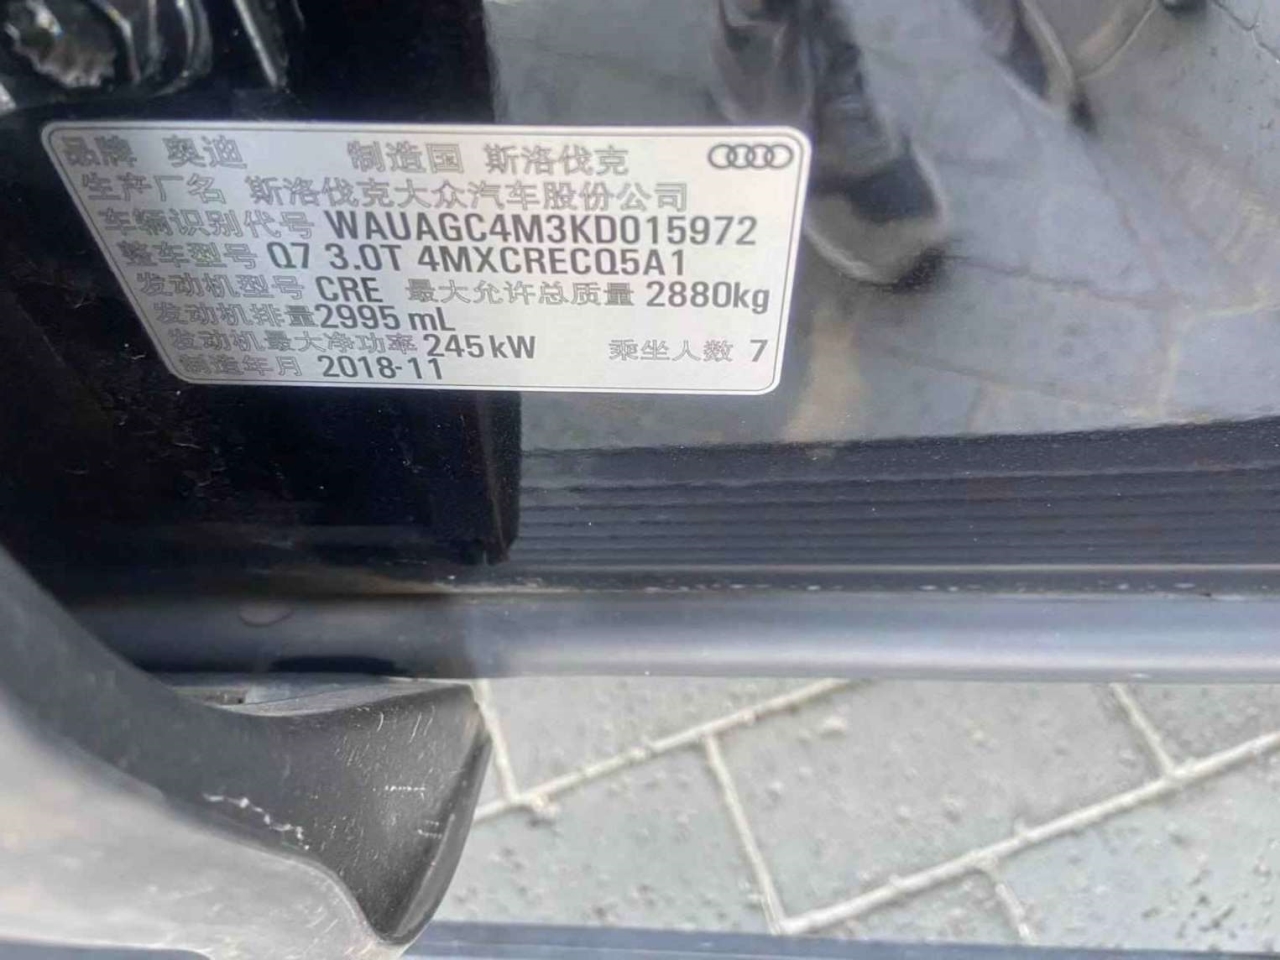 品牌 奥迪 制造国 斯洛伐克
生产厂名 斯洛伐克大众汽车股份公司
车辆识别代号 WAUAGC4M3KD015972
整车型号 Q7 3.0T 4MXCRECQ5A1
发动机型号 CRE 最大允许总质量 2880kg
发动机排量2995 mL
发动机最大净功率 245 kW 乘坐人数 7
制造年月 2018-11